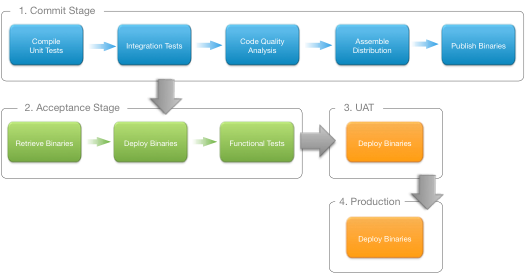 1. Commit Stage
Compile
Unit Tests
Integration Tests
Code Quality
Analysis
Assemble
Distribution
Publish Binaries
2. Acceptance Stage
Retrieve Binaries
Deploy Binaries
Functional Tests
3. UAT
Deploy Binaries
4. Production
Deploy Binaries